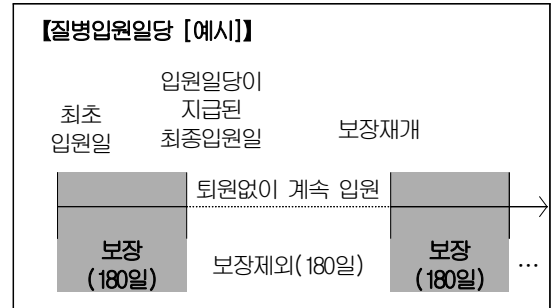 【질병입원일당 [예시]】
최초
입원일
입원일당이
지급된
최종입원일
보장재개
퇴원없이 계속 입원
보장
(180일)
보장제외(180일)
보장
(180일)
…